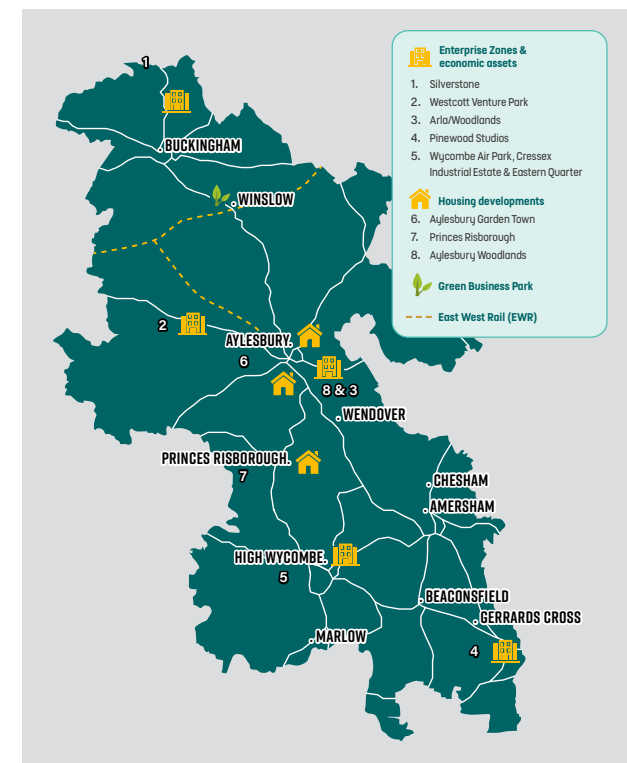 Enterprise Zones &
economic assets
1. Silverstone
2. Westcott Venture Park
3. Arla/Woodlands
4. Pinewood Studios
5. Wycombe Air Park, Cressex
Industrial Estate & Eastern Quarter
Housing developments
6. Aylesbury Garden Town
7. Princes Risborough
8. Aylesbury Woodlands
Green Business Park
East West Rail (EWR)
1
BUCKINGHAM
WINSLOW
2
AYLESBURY
6
8 & 3
WENDOVER
PRINCES RISBOROUGH
7
CHESHAM
AMERSHAM
HIGH WYCOMBE
5
BEACONSFIELD
GERRARDS CROSS
MARLOW
4